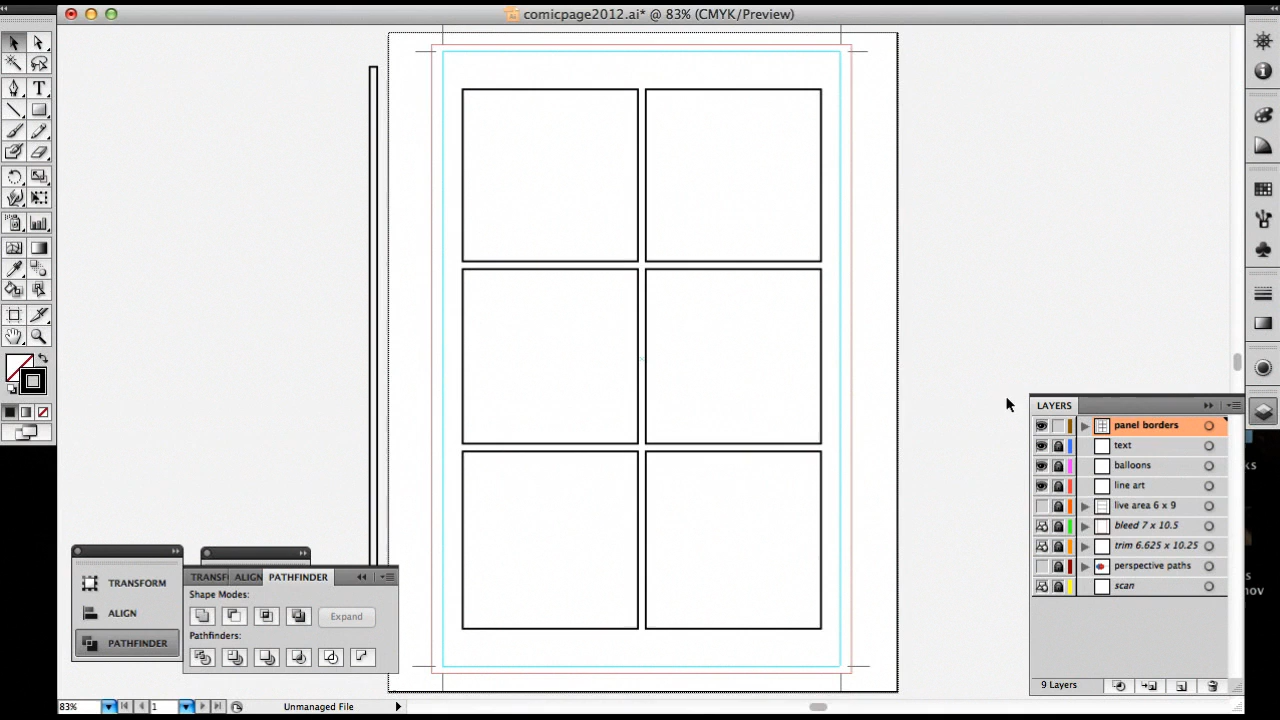 comicpage2012.ai* @ 83% (CMYK/Preview)
LAYERS
panel borders
text
balloons
line art
live area 6 x 9
bleed 7 x 10.5
trim 6.625 x 10.25
perspective paths
scan
9 Layers
TRANSFORM
ALIGN
PATHFINDER
TRANSF
ALIGN
PATHFINDER
Shape Modes:
Expand
Pathfinders:
83%
1
Unmanaged File
ks
s
nov